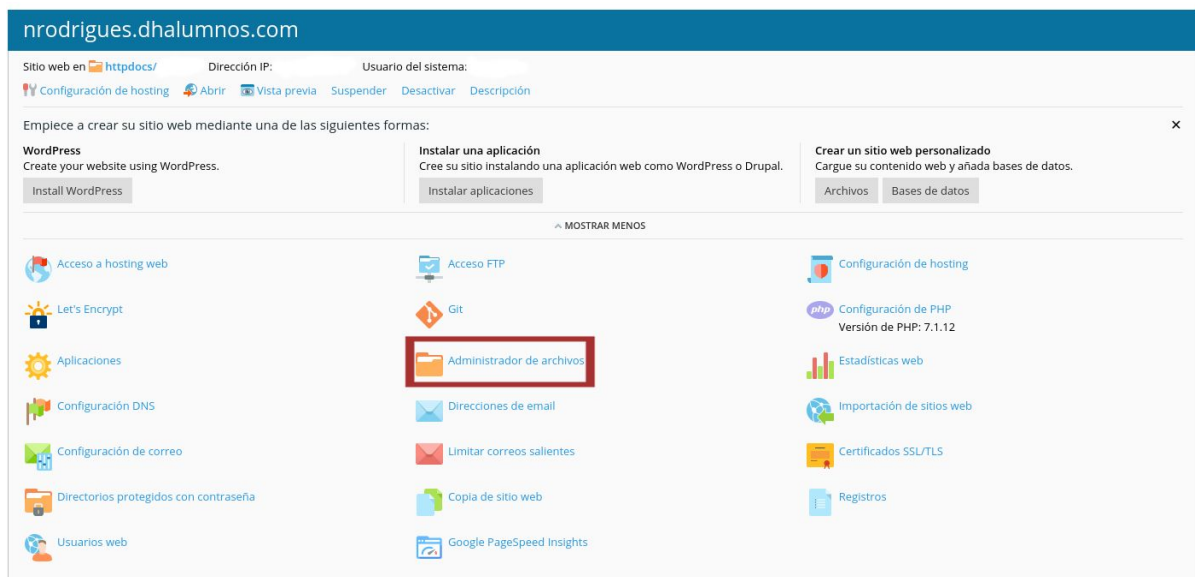 nrodrigues.dhalumnos.com
Sitio web en httpdocs/ Dirección IP: Usuario del sistema:
Configuración de hosting Abrir Vista previa Suspender Desactivar Descripción
Empiece a crear su sitio web mediante una de las siguientes formas:
WordPress
Create your website using WordPress.
Install WordPress
Instalar una aplicación
Cree su sitio instalando una aplicación web como WordPress o Drupal.
Instalar aplicaciones
Crear un sitio web personalizado
Cargue su contenido web y añada bases de datos.
Archivos Bases de datos
MOSTRAR MENOS
Acceso a hosting web Acceso FTP Configuración de hosting
Let's Encrypt Git php Configuración de PHP
Versión de PHP: 7.1.12
Aplicaciones Administrador de archivos Estadísticas web
Configuración DNS Direcciones de email Importación de sitios web
Configuración de correo Limitar correos salientes Certificados SSL/TLS
Directorios protegidos con contraseña Copia de sitio web Registros
Usuarios web Google PageSpeed Insights